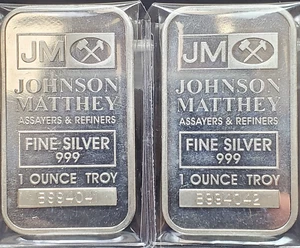 JM
JOHNSON
MATTHEY
ASSAYERS & REFINERS
FINE SILVER
999
1 OUNCE TROY
JM
JOHNSON
MATTHEY
ASSAYERS & REFINERS
FINE SILVER
999
1 OUNCE TROY